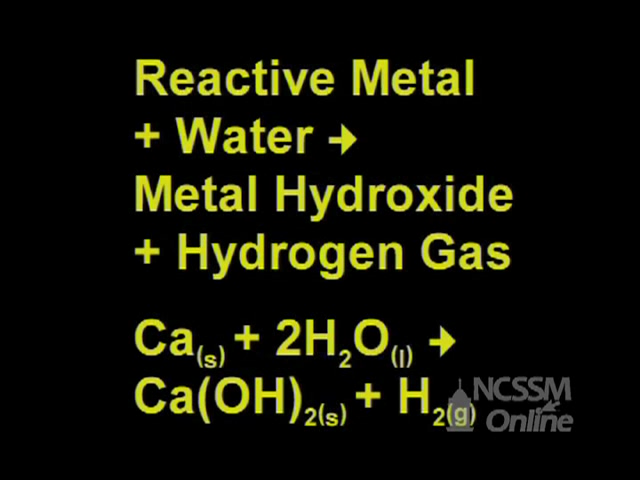 Reactive Metal
+ Water →
Metal Hydroxide
+ Hydrogen Gas
Ca(s) + 2H2O(l) →
Ca(OH)2(s) + H2(g)
NCSSM
Online